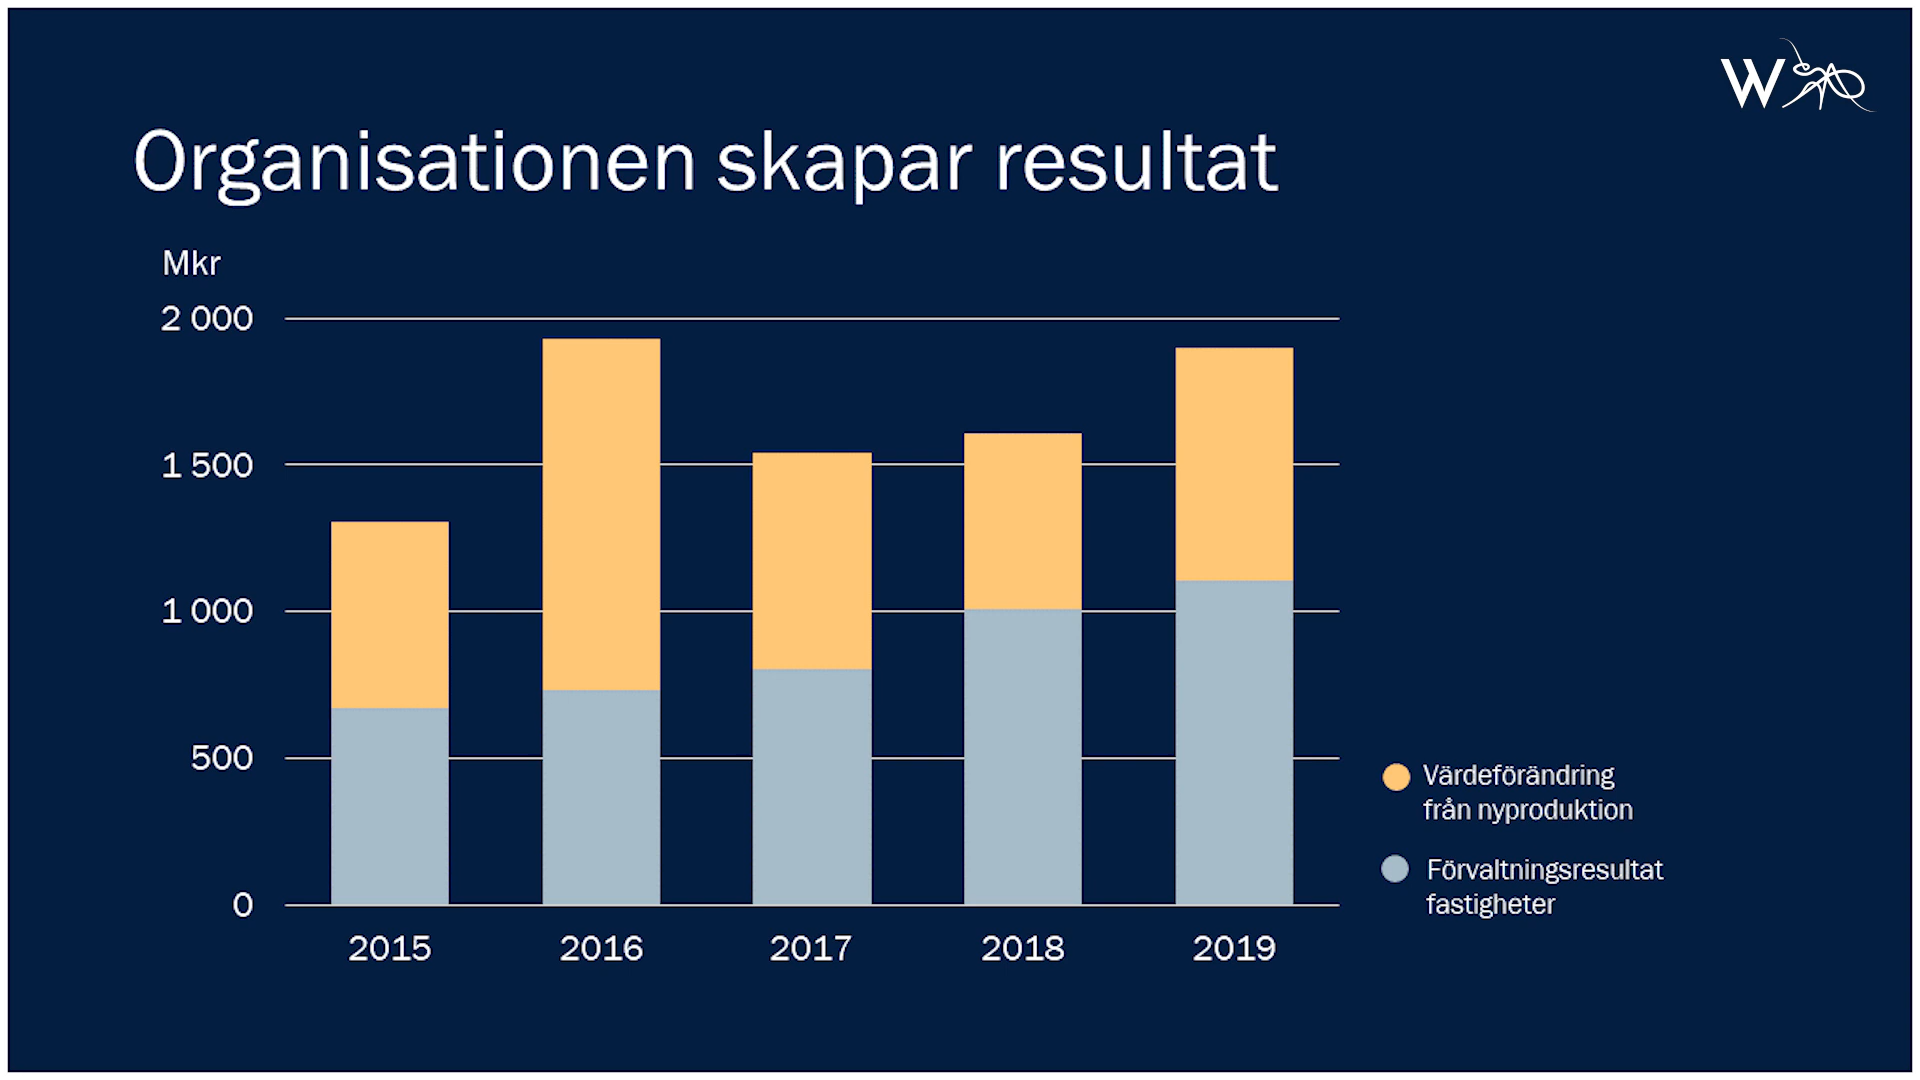 W
Organisationen skapar resultat
Mkr
2 000
1 500
1 000
500
0
2015 2016 2017 2018 2019
Värdeförändring
från nyproduktion
Förvaltningsresultat
fastigheter